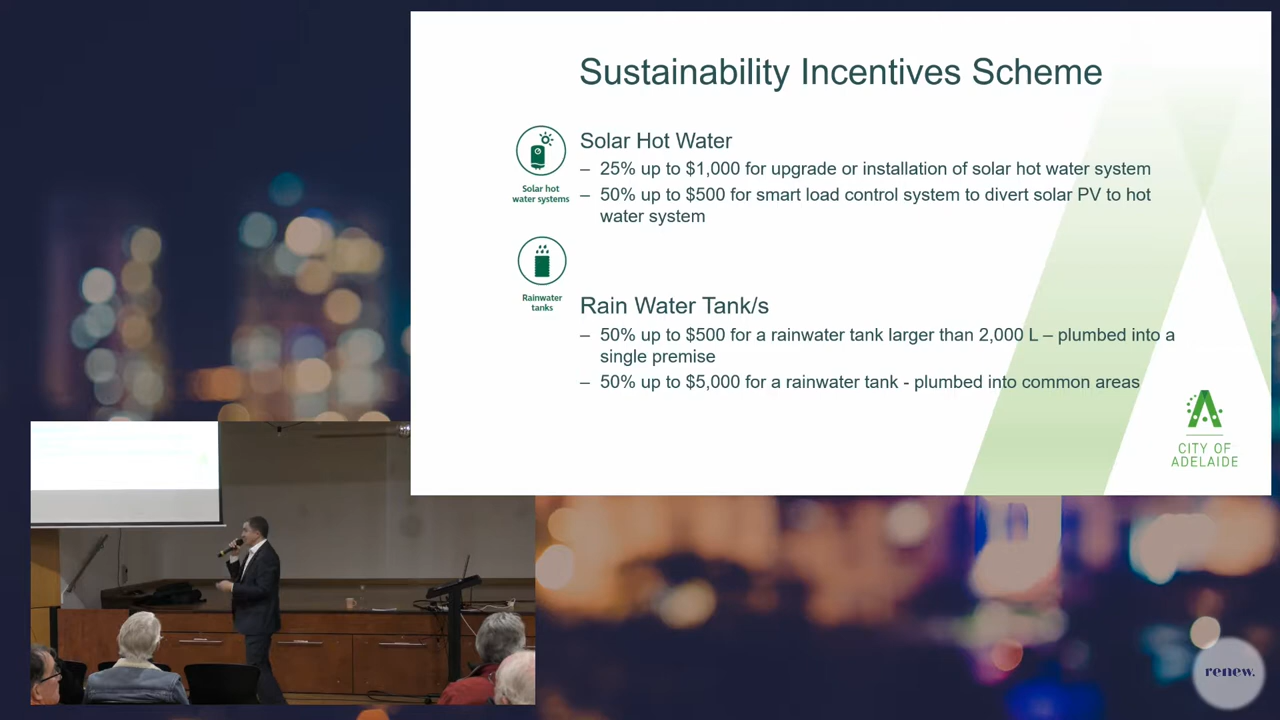 Sustainability Incentives Scheme
Solar hot
water systems
Solar Hot Water
– 25% up to $1,000 for upgrade or installation of solar hot water system
– 50% up to $500 for smart load control system to divert solar PV to hot
water system
Rainwater
tanks
Rain Water Tank/s
– 50% up to $500 for a rainwater tank larger than 2,000 L – plumbed into a
single premise
– 50% up to $5,000 for a rainwater tank - plumbed into common areas
CITY OF
ADELAIDE
renew.